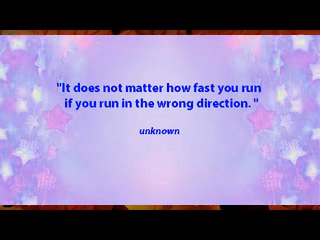 "It does not matter how fast you run
if you run in the wrong direction. "
unknown